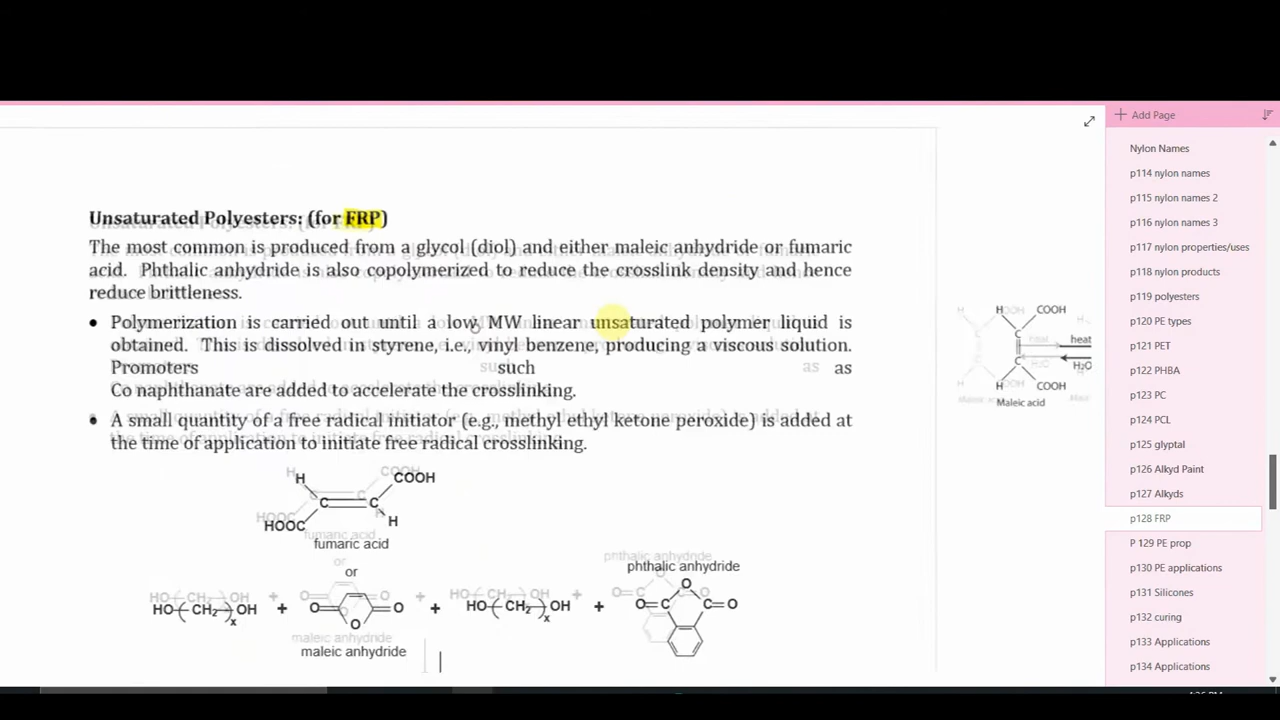 Add Page
Nylon Names
p114 nylon names
p115 nylon names 2
p116 nylon names 3
p117 nylon properties/uses
p118 nylon products
p119 polyesters
p120 PE types
p121 PET
p122 PHBA
p123 PC
p124 PCL
p125 glyptal
p126 Alkyd Paint
p127 Alkyds
p128 FRP
P 129 PE prop
p130 PE applications
p131 Silicones
p132 curing
p133 Applications
p134 Applications
Unsaturated Polyesters: (for FRP)
The most common is produced from a glycol (diol) and either maleic anhydride or fumaric
acid. Phthalic anhydride is also copolymerized to reduce the crosslink density and hence
reduce brittleness.
• Polymerization is carried out until a low MW linear unsaturated polymer liquid is
obtained. This is dissolved in styrene, i.e., vinyl benzene, producing a viscous solution.
Promoters such as
Co naphthanate are added to accelerate the crosslinking.
• A small quantity of a free radical initiator (e.g., methyl ethyl ketone peroxide) is added at
the time of application to initiate free radical crosslinking.
H COOH
C C
HOOC H
fumaric acid
or
phthalic anhydride
HO-(CH2)x-OH + O O O + HO-(CH2)x-OH + O O O
maleic anhydride
H COOH
C
heat
C
H2O
H COOH
Maleic acid